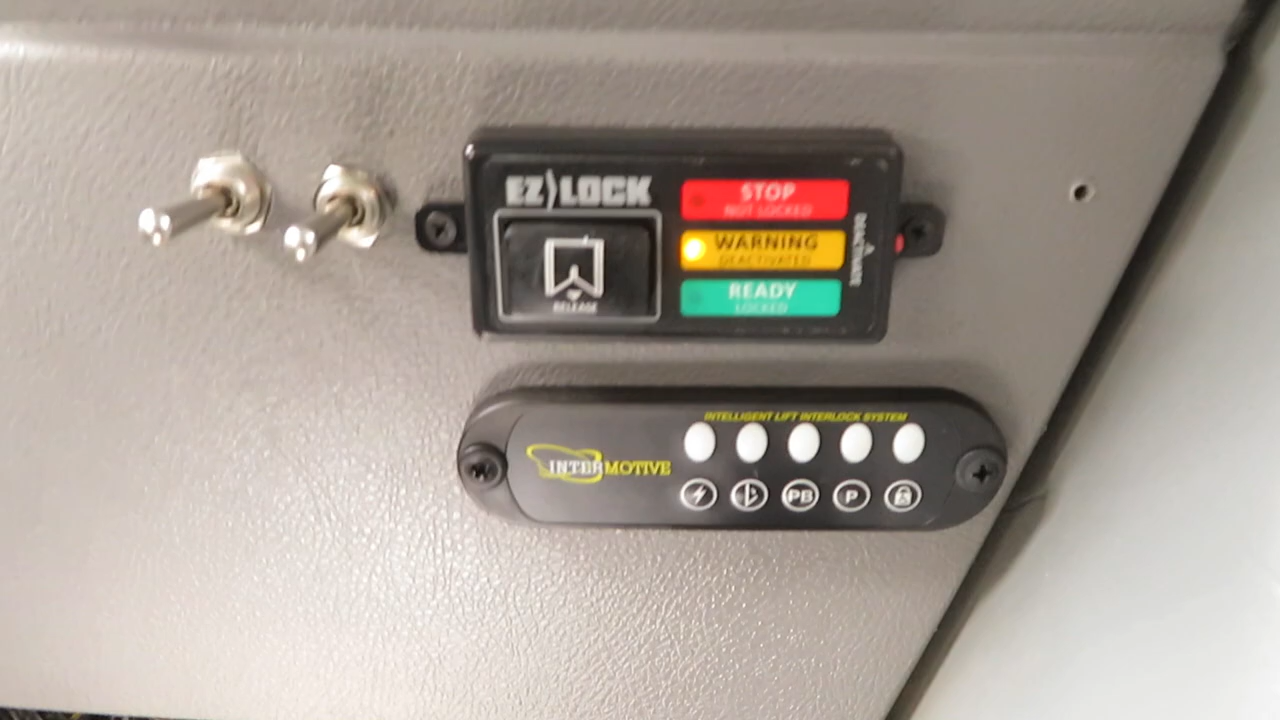 EZ LOCK
RELEASE
STOP
NOT LOCKED
WARNING
DEACTIVATED
READY
LOCKED
DEACTIVATE
INTELLIGENT LIFT INTERLOCK SYSTEM
INTERMOTIVE
PB
P